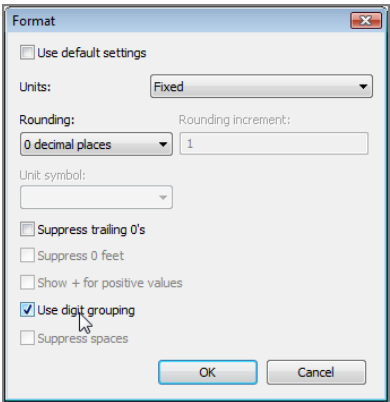 Format
Use default settings
Units: Fixed
Rounding: Rounding increment:
0 decimal places 1
Unit symbol:
Suppress trailing 0's
Suppress 0 feet
Show + for positive values
Use digit grouping
Suppress spaces
OK Cancel